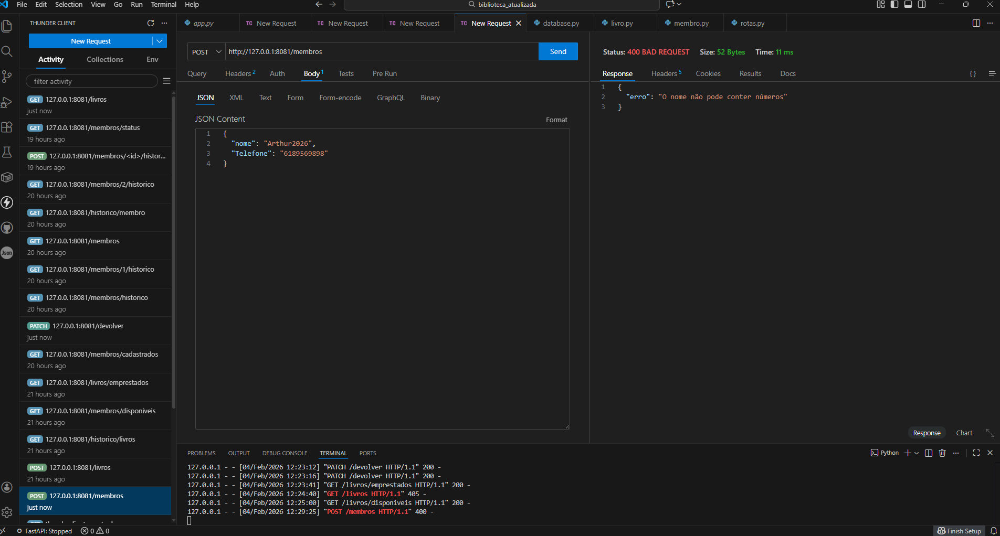 File Edit Selection View Go Run Terminal Help
biblioteca_atualizada
THUNDER CLIENT
New Request
Activity Collections Env
filter activity
GET 127.0.0.1:8081/livros
just now
GET 127.0.0.1:8081/membros/status
19 hours ago
POST 127.0.0.1:8081/membros/<id>/histor...
19 hours ago
GET 127.0.0.1:8081/membros/2/historico
20 hours ago
GET 127.0.0.1:8081/historico/membro
20 hours ago
GET 127.0.0.1:8081/membros
20 hours ago
GET 127.0.0.1:8081/membros/1/historico
20 hours ago
GET 127.0.0.1:8081/membros/historico
20 hours ago
PATCH 127.0.0.1:8081/devolver
just now
GET 127.0.0.1:8081/membros/cadastrados
20 hours ago
GET 127.0.0.1:8081/livros/emprestados
21 hours ago
GET 127.0.0.1:8081/membros/disponiveis
21 hours ago
GET 127.0.0.1:8081/historico/livros
21 hours ago
POST 127.0.0.1:8081/livros
21 hours ago
POST 127.0.0.1:8081/membros
just now
Json
app.py TC New Request TC New Request TC New Request TC New Request database.py livro.py membro.py rotas.py
POST http://127.0.0.1:8081/membros Send
Query Headers 2 Auth Body 1 Tests Pre Run
JSON XML Text Form Form-encode GraphQL Binary
JSON Content Format
1 {
2 "nome": "Arthur2026",
3 "Telefone": "6189569898"
4 }
Status: 400 BAD REQUEST Size: 52 Bytes Time: 11 ms
Response Headers 5 Cookies Results Docs { }
1 {
2 "erro": "O nome não pode conter números"
3 }
Response Chart
PROBLEMS OUTPUT DEBUG CONSOLE TERMINAL PORTS Python
127.0.0.1 - - [04/Feb/2026 12:23:12] "PATCH /devolver HTTP/1.1" 200 -
127.0.0.1 - - [04/Feb/2026 12:23:16] "PATCH /devolver HTTP/1.1" 200 -
127.0.0.1 - - [04/Feb/2026 12:23:41] "GET /livros/emprestados HTTP/1.1" 200 -
127.0.0.1 - - [04/Feb/2026 12:24:40] "GET /livros HTTP/1.1" 405 -
127.0.0.1 - - [04/Feb/2026 12:25:00] "GET /livros/disponiveis HTTP/1.1" 200 -
127.0.0.1 - - [04/Feb/2026 12:29:25] "POST /membros HTTP/1.1" 400 -
FastAPI: Stopped 0 0 Finish Setup